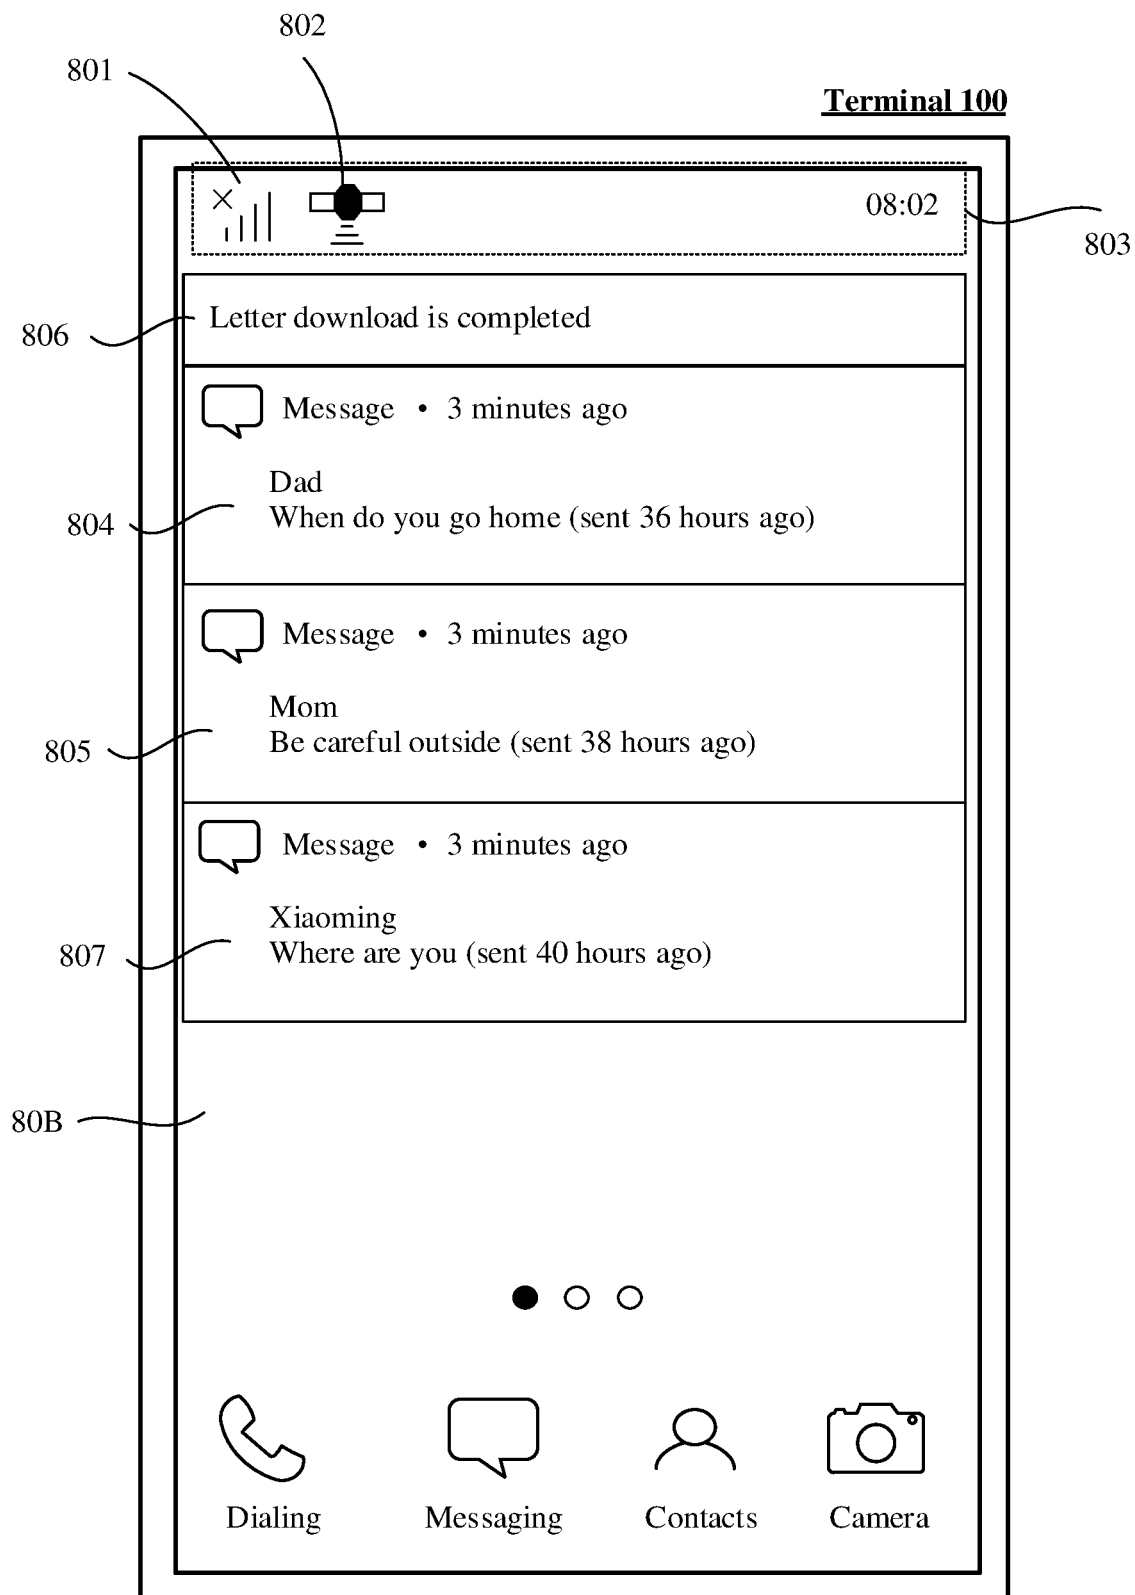 802
801
Terminal 100
08:02
803
Letter download is completed
806
Message • 3 minutes ago
Dad
When do you go home (sent 36 hours ago)
804
Message • 3 minutes ago
Mom
Be careful outside (sent 38 hours ago)
805
Message • 3 minutes ago
Xiaoming
Where are you (sent 40 hours ago)
807
80B
Dialing
Messaging
Contacts
Camera